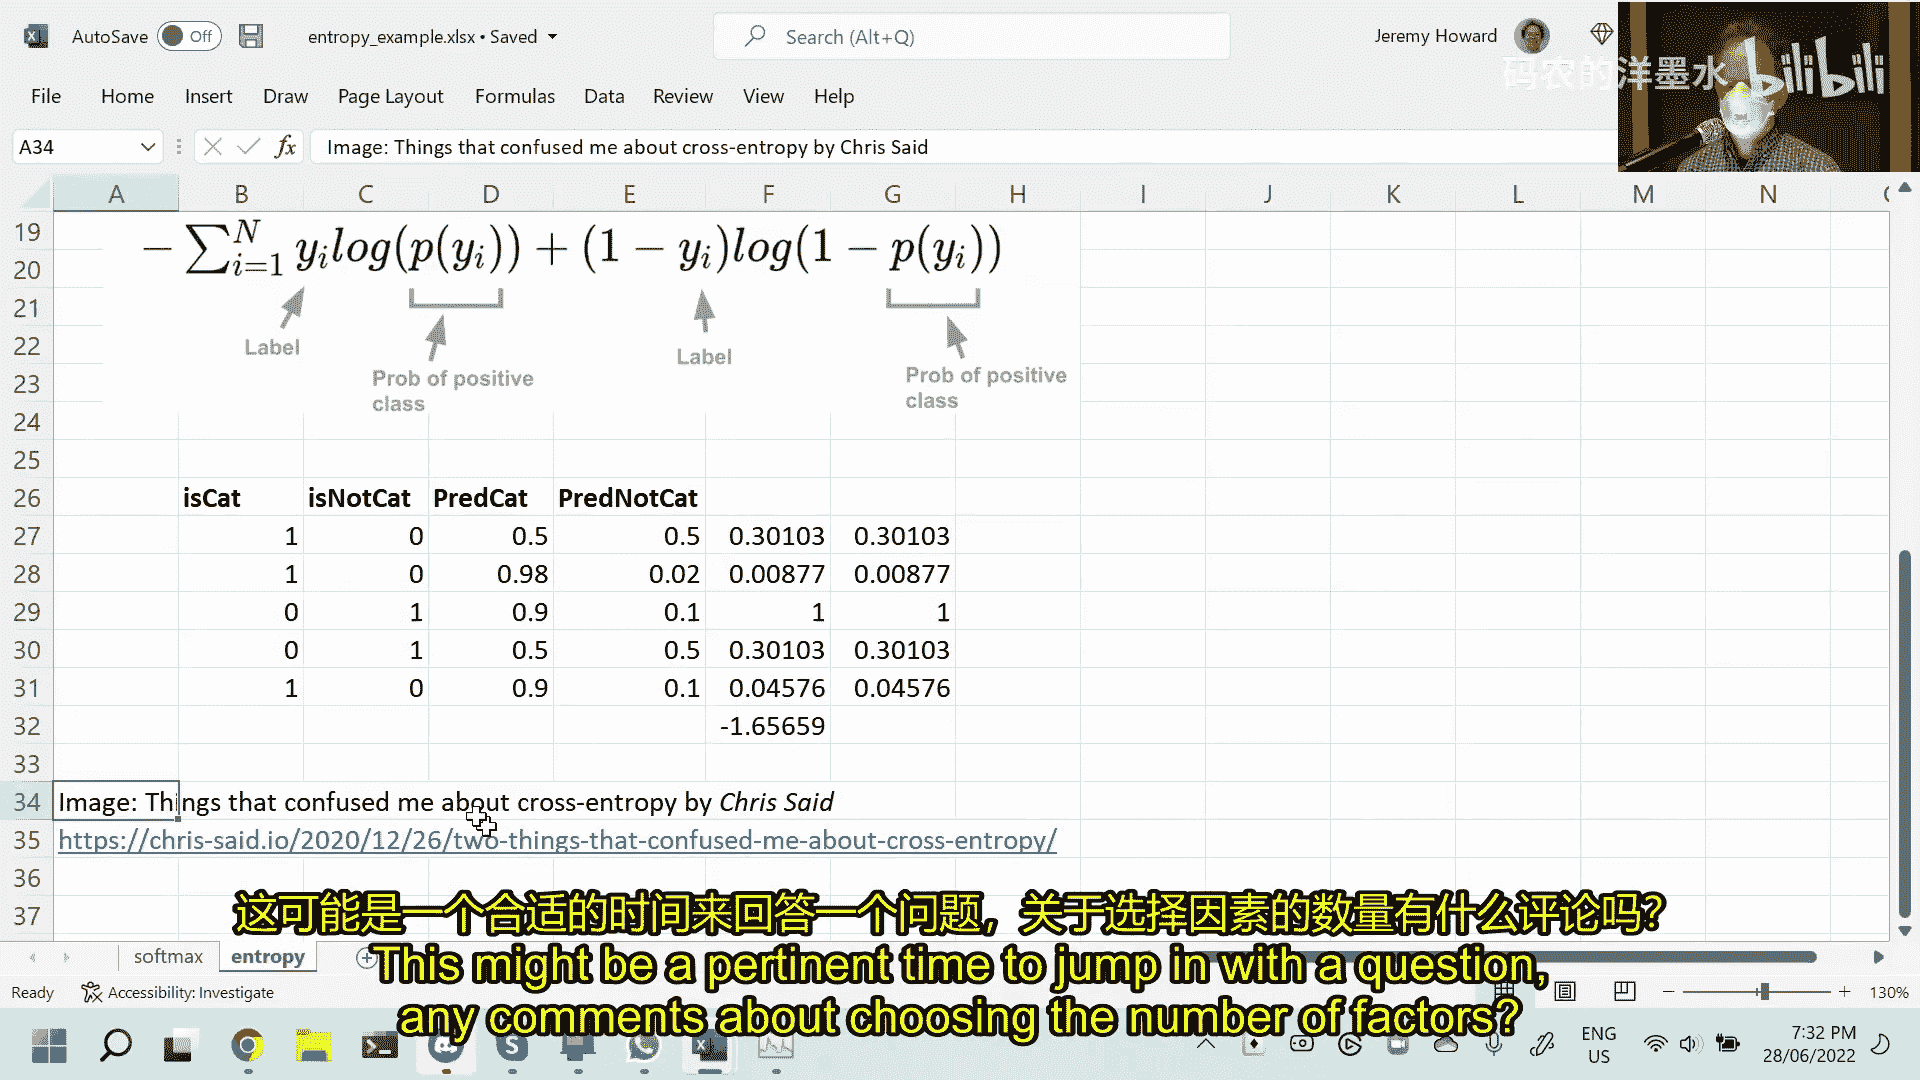 AutoSave Off entropy_example.xlsx • Saved Search (Alt+Q) Jeremy Howard
码农的洋墨水 bilibili
File Home Insert Draw Page Layout Formulas Data Review View Help
A34 fx Image: Things that confused me about cross-entropy by Chris Said
A B C D E F G H I J K L M N
19
20
21
22
23
24
25
− ∑_{i=1}^{N} y_i log(p(y_i)) + (1 − y_i)log(1 − p(y_i))
Label
Prob of positive
class
Label
Prob of positive
class
26 isCat isNotCat PredCat PredNotCat
27 1 0 0.5 0.5 0.30103 0.30103
28 1 0 0.98 0.02 0.00877 0.00877
29 0 1 0.9 0.1 1 1
30 0 1 0.5 0.5 0.30103 0.30103
31 1 0 0.9 0.1 0.04576 0.04576
32 -1.65659
33
34 Image: Things that confused me about cross-entropy by Chris Said
35 https://chris-said.io/2020/12/26/two-things-that-confused-me-about-cross-entropy/
36
37
这可能是一个合适的时间来回答一个问题，关于选择因素的数量有什么评论吗？
This might be a pertinent time to jump in with a question,
any comments about choosing the number of factors?
softmax entropy
Ready Accessibility: Investigate 130%
ENG
US
7:32 PM
28/06/2022